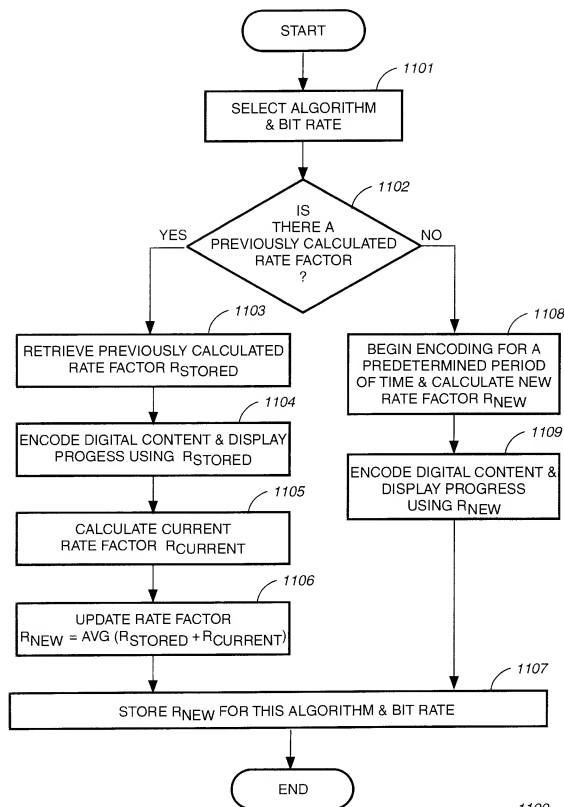 START
1101
SELECT ALGORITHM
& BIT RATE
1102
IS
THERE A
PREVIOUSLY CALCULATED
RATE FACTOR
?
YES
NO
1103
RETRIEVE PREVIOUSLY CALCULATED
RATE FACTOR RSTORED
1104
ENCODE DIGITAL CONTENT & DISPLAY
PROGESS USING RSTORED
1105
CALCULATE CURRENT
RATE FACTOR RCURRENT
1106
UPDATE RATE FACTOR
RNEW = AVG (RSTORED + RCURRENT)
1108
BEGIN ENCODING FOR A
PREDETERMINED PERIOD
OF TIME & CALCULATE NEW
RATE FACTOR RNEW
1109
ENCODE DIGITAL CONTENT &
DISPLAY PROGRESS
USING RNEW
1107
STORE RNEW FOR THIS ALGORITHM & BIT RATE
END